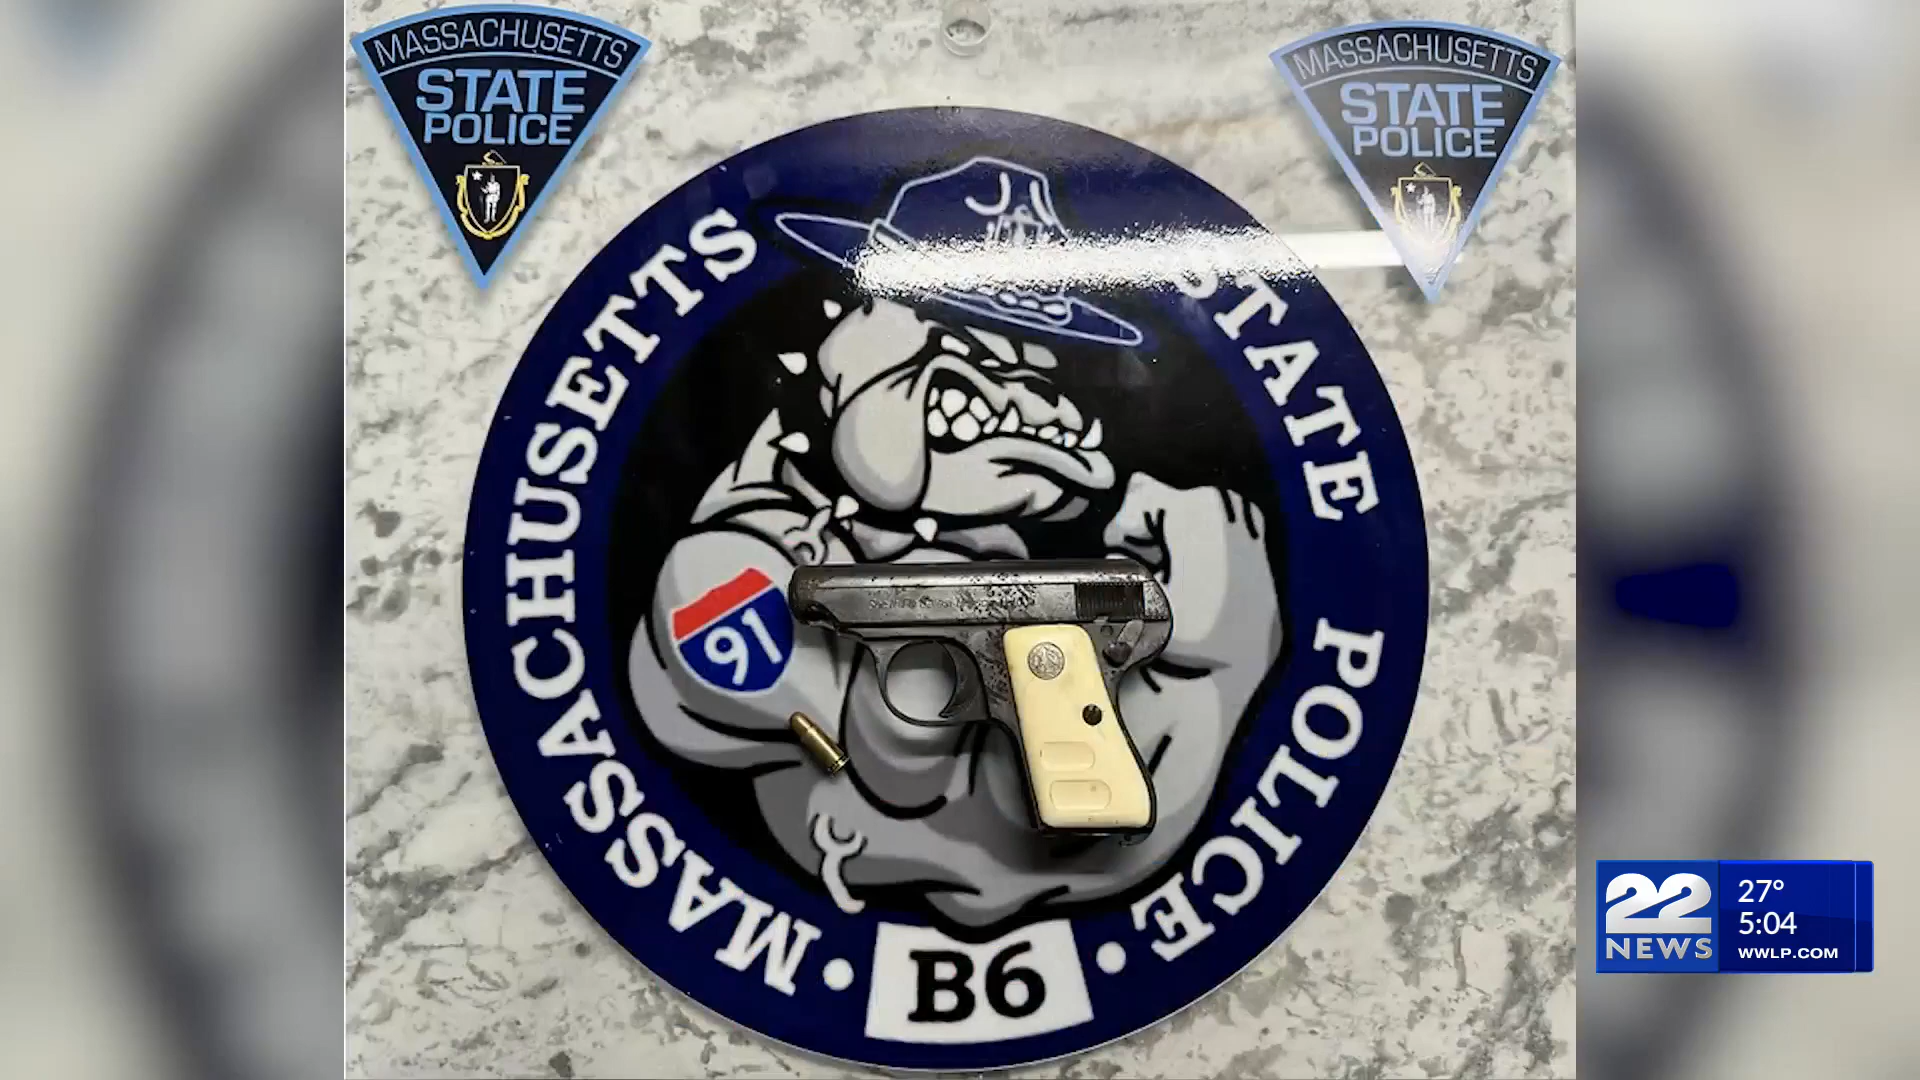 MASSACHUSETTS
STATE
POLICE
MASSACHUSETTS
STATE
POLICE
MASSACHUSETTS STATE POLICE
91
B6
22
NEWS
27°
5:04
WWLP.COM